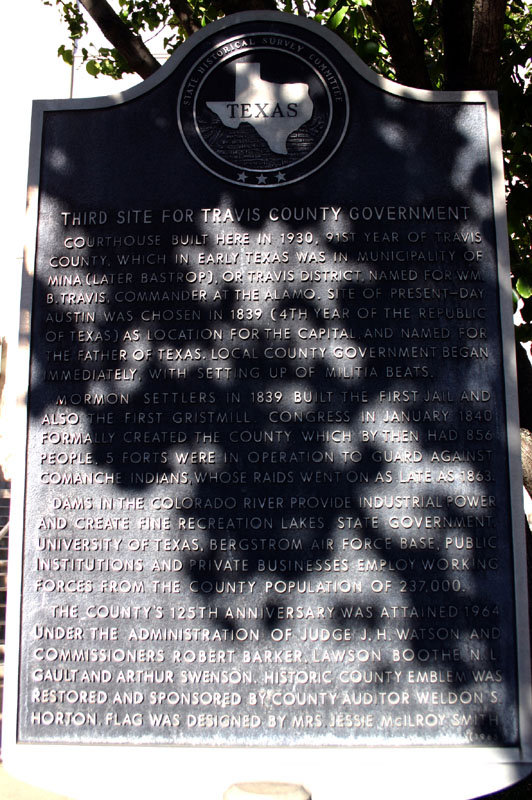 STATE HISTORICAL SURVEY COMMITTEE
TEXAS
THIRD SITE FOR TRAVIS COUNTY GOVERNMENT
COURTHOUSE BUILT HERE IN 1930, 91ST YEAR OF TRAVIS
COUNTY, WHICH IN EARLY TEXAS WAS IN MUNICIPALITY OF
MINA (LATER BASTROP), OR TRAVIS DISTRICT, NAMED FOR WM.
B. TRAVIS, COMMANDER AT THE ALAMO. SITE OF PRESENT-DAY
AUSTIN WAS CHOSEN IN 1839 (4TH YEAR OF THE REPUBLIC
OF TEXAS) AS LOCATION FOR THE CAPITAL, AND NAMED FOR
THE FATHER OF TEXAS. LOCAL COUNTY GOVERNMENT BEGAN
IMMEDIATELY, WITH SETTING UP OF MILITIA BEATS.
MORMON SETTLERS IN 1839 BUILT THE FIRST JAIL AND
ALSO THE FIRST GRISTMILL. CONGRESS IN JANUARY 1840
FORMALLY CREATED THE COUNTY WHICH BY THEN HAD 856
PEOPLE. 5 FORTS WERE IN OPERATION TO GUARD AGAINST
COMANCHE INDIANS, WHOSE RAIDS WENT ON AS LATE AS 1863.
DAMS IN THE COLORADO RIVER PROVIDE INDUSTRIAL POWER
AND CREATE FINE RECREATION LAKES. STATE GOVERNMENT,
UNIVERSITY OF TEXAS, BERGSTROM AIR FORCE BASE, PUBLIC
INSTITUTIONS AND PRIVATE BUSINESSES EMPLOY WORKING
FORCES FROM THE COUNTY POPULATION OF 237,000.
THE COUNTY'S 125TH ANNIVERSARY WAS ATTAINED 1964
UNDER THE ADMINISTRATION OF JUDGE J. H. WATSON AND
COMMISSIONERS ROBERT BARKER, LAWSON BOOTHE, N. L.
GAULT AND ARTHUR SWENSON. HISTORIC COUNTY EMBLEM WAS
RESTORED AND SPONSORED BY COUNTY AUDITOR WELDON S.
HORTON. FLAG WAS DESIGNED BY MRS. JESSIE McILROY SMITH